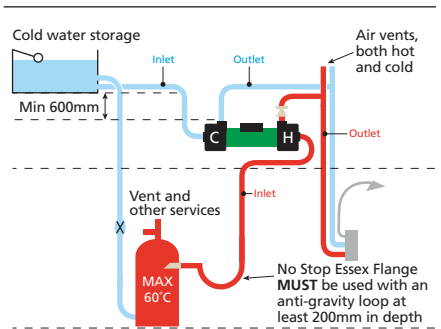 Cold water storage
Inlet
Outlet
Air vents,
both hot
and cold
Min 600mm
C
H
Outlet
Vent and
other services
Inlet
X
MAX
60˚C
No Stop Essex Flange
MUST be used with an
anti-gravity loop at
least 200mm in depth